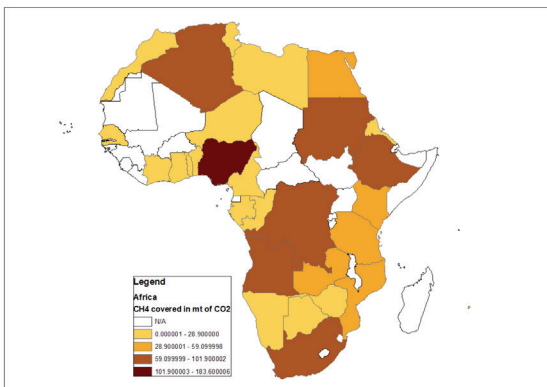 Legend
Africa
CH4 covered in mt of CO2
N/A
0.000001 - 28.900000
28.900001 - 59.099998
59.099999 - 101.900002
101.900003 - 183.600006